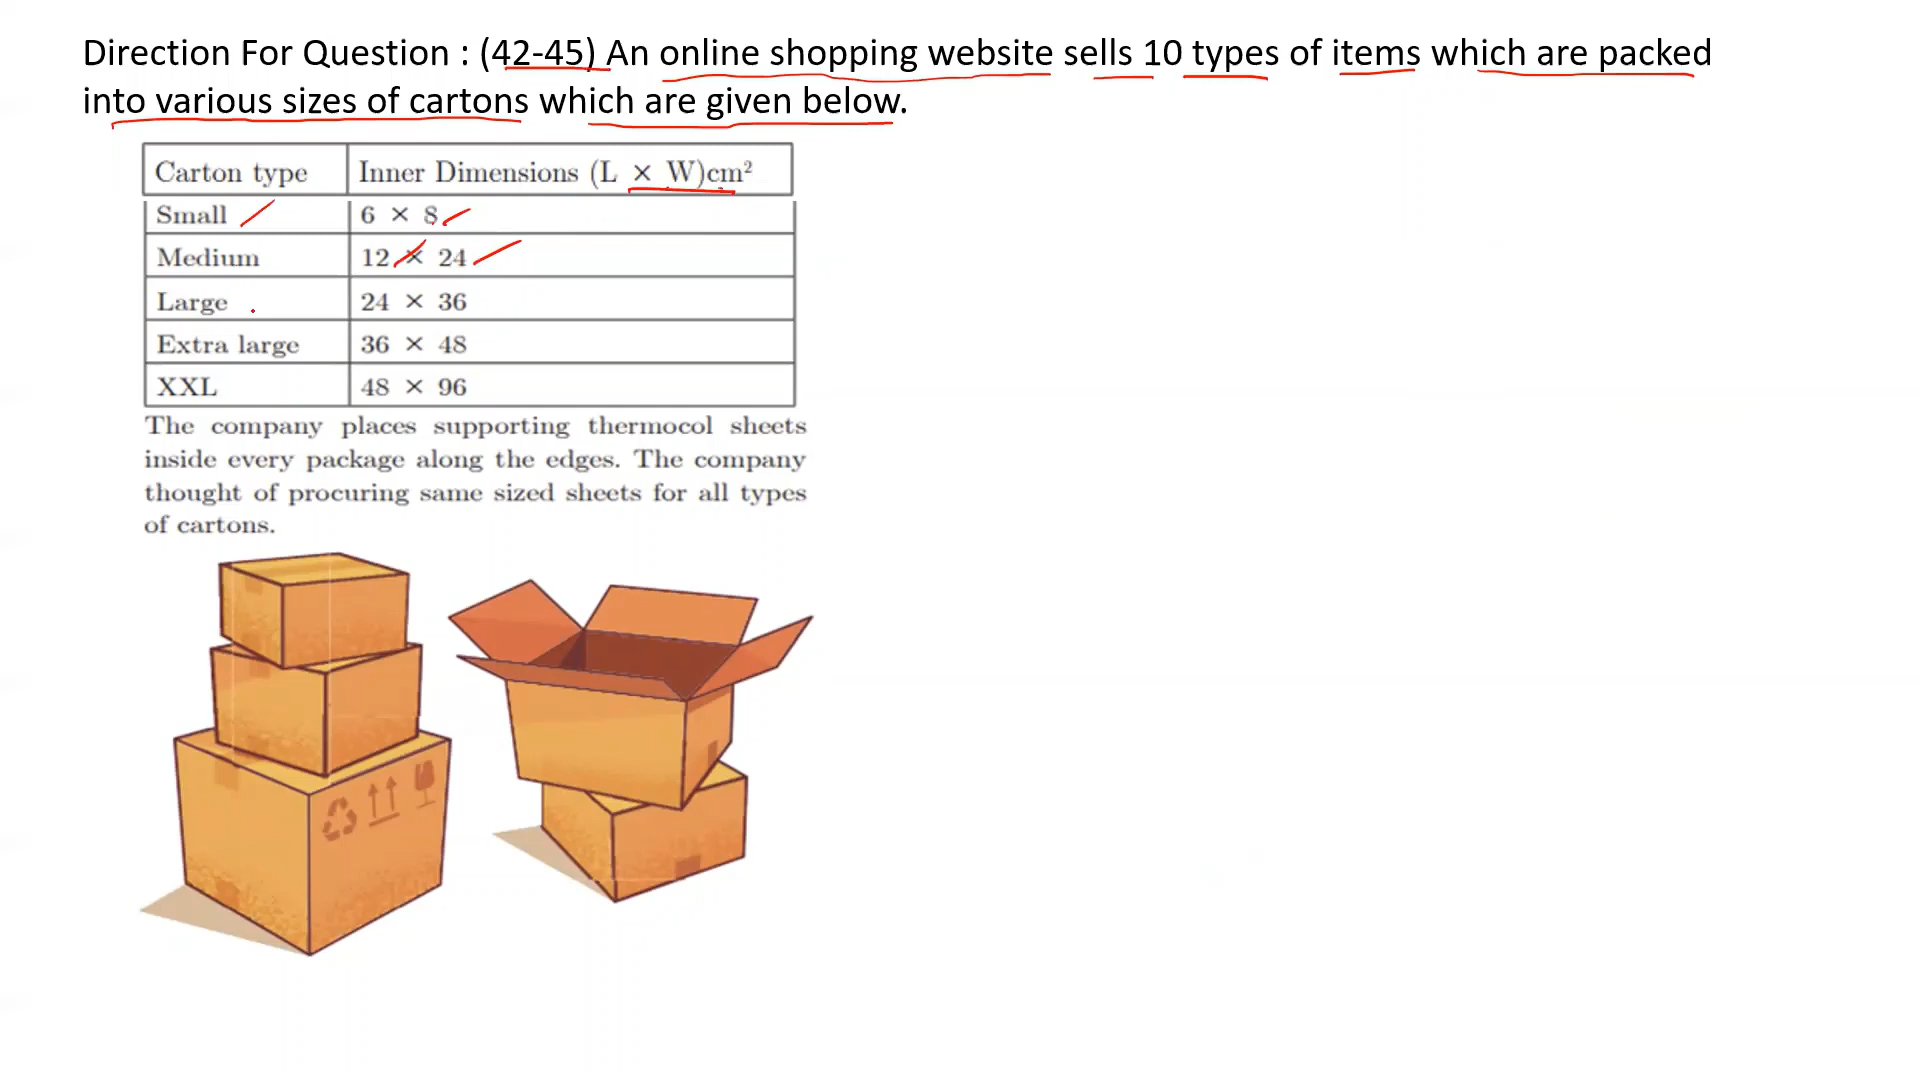 Direction For Question : (42-45) An online shopping website sells 10 types of items which are packed
into various sizes of cartons which are given below.
Carton type Inner Dimensions (L × W)cm²
Small 6 × 8
Medium 12 × 24
Large 24 × 36
Extra large 36 × 48
XXL 48 × 96
The company places supporting thermocol sheets
inside every package along the edges. The company
thought of procuring same sized sheets for all types
of cartons.